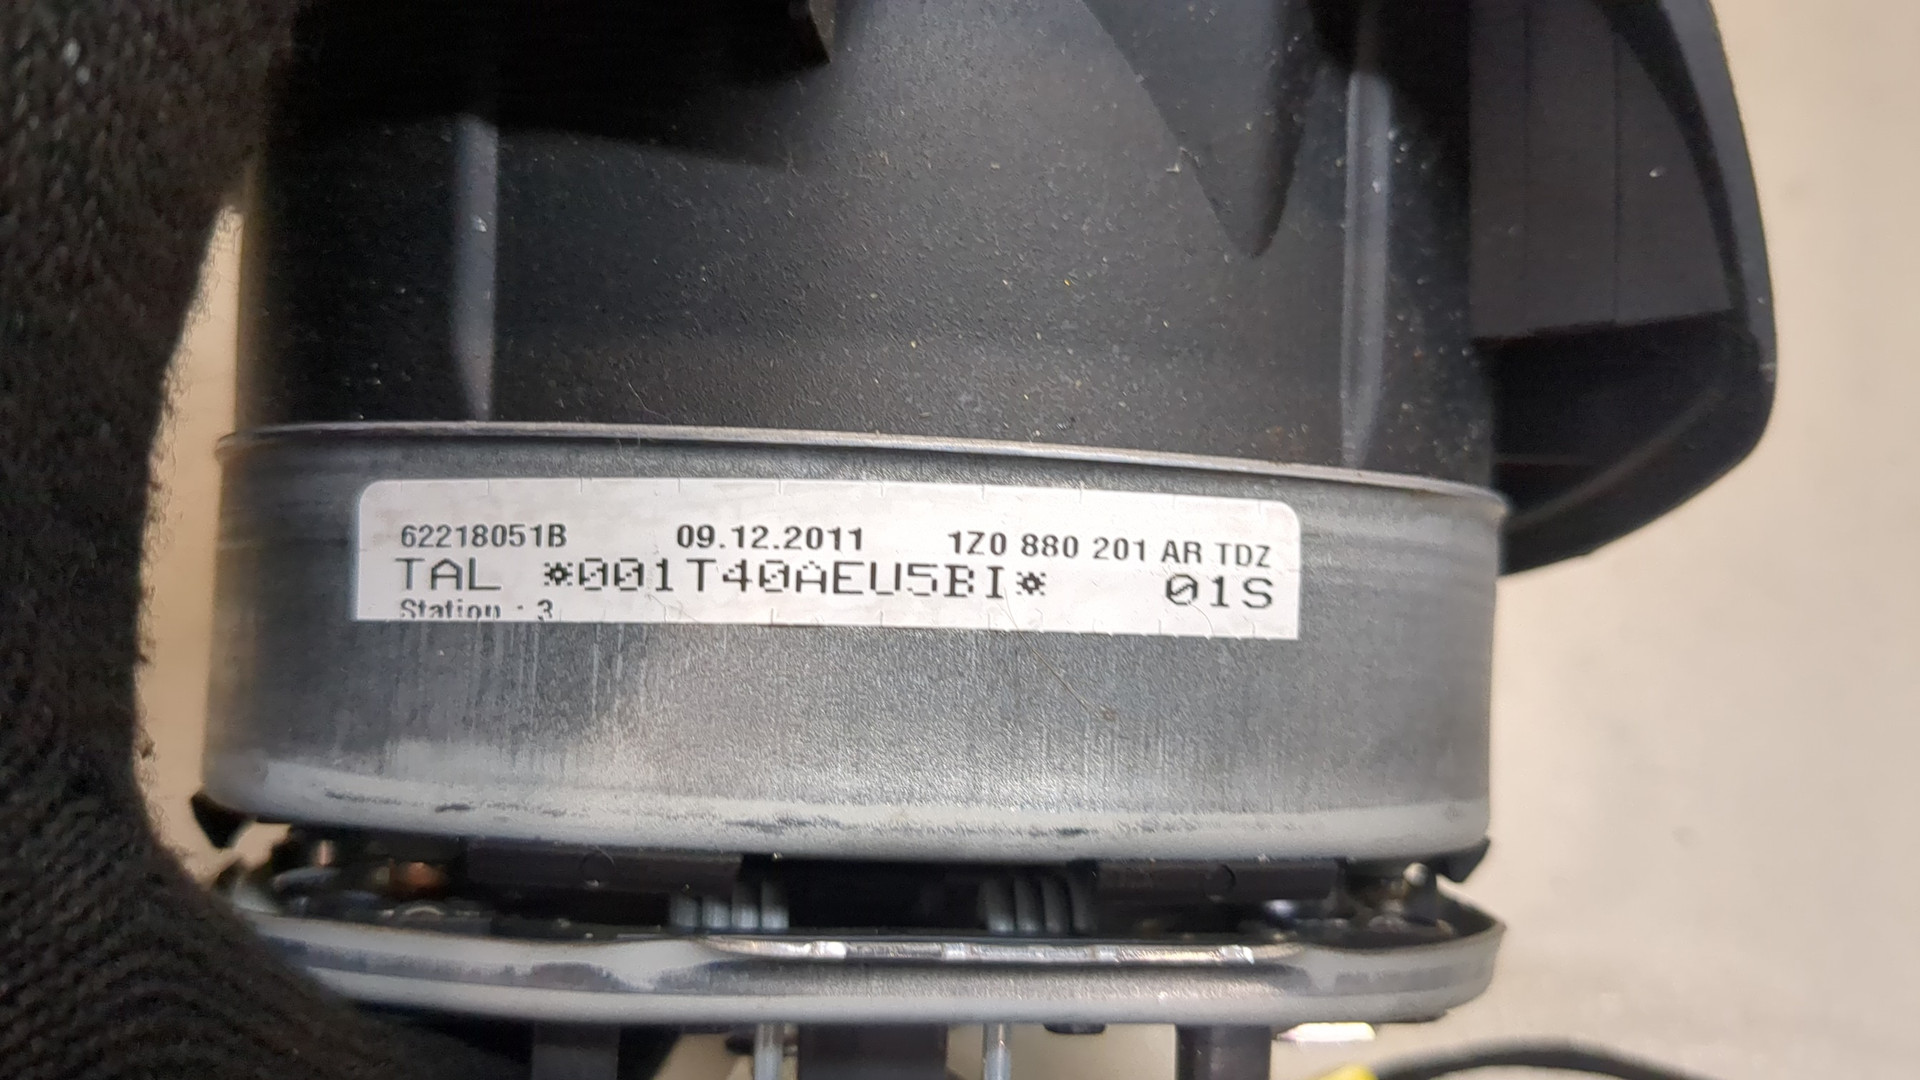 62218051B 09.12.2011 1Z0 880 201 AR TDZ
TAL *001T40AEU5BI* 01S
Station : 3